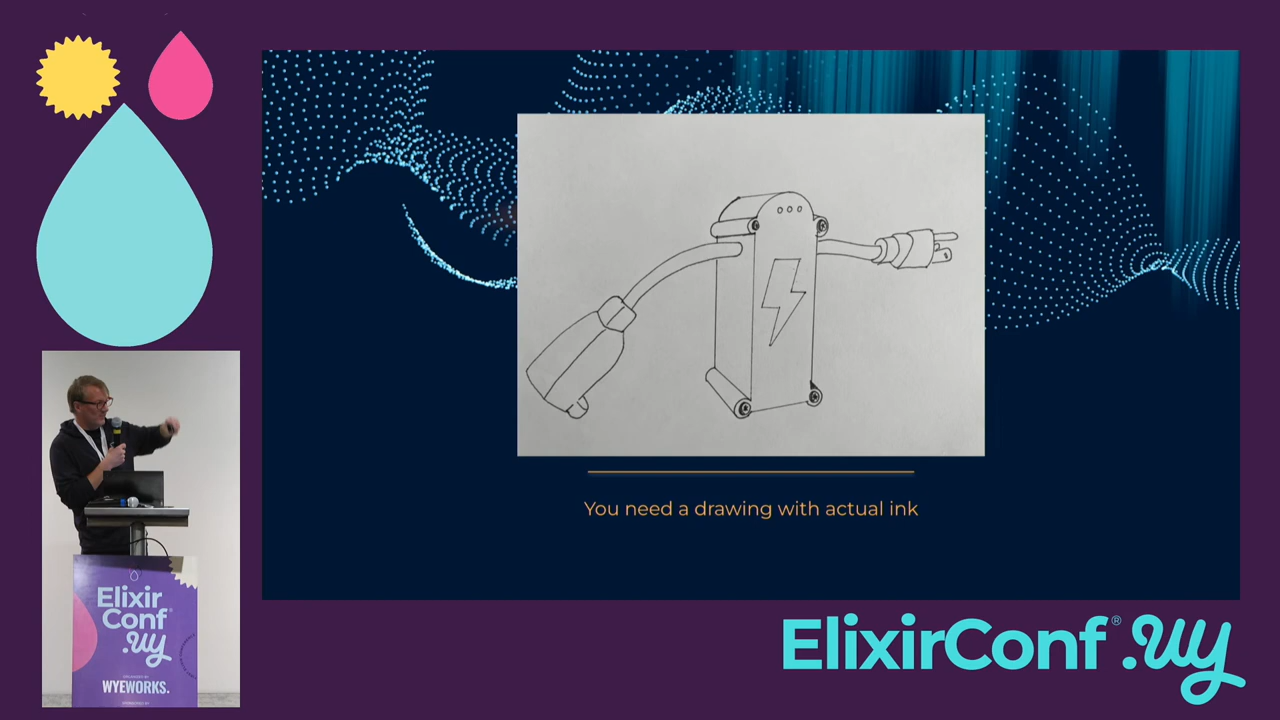 You need a drawing with actual ink
Elixir
Conf®
.uy
WYEWORKS.
ElixirConf® .uy